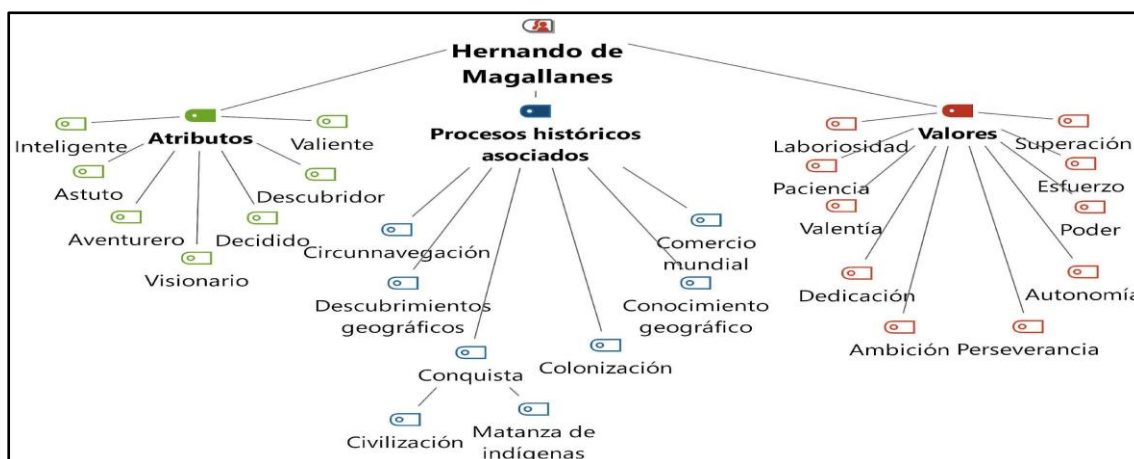 Hernando de
Magallanes
Atributos
Inteligente
Valiente
Astuto
Descubridor
Aventurero
Decidido
Visionario
Procesos históricos
asociados
Circunnavegación
Comercio
mundial
Descubrimientos
geográficos
Conocimiento
geográfico
Conquista
Colonización
Civilización
Matanza de
indígenas
Valores
Laboriosidad
Superación
Paciencia
Esfuerzo
Valentía
Poder
Dedicación
Autonomía
Ambición
Perseverancia